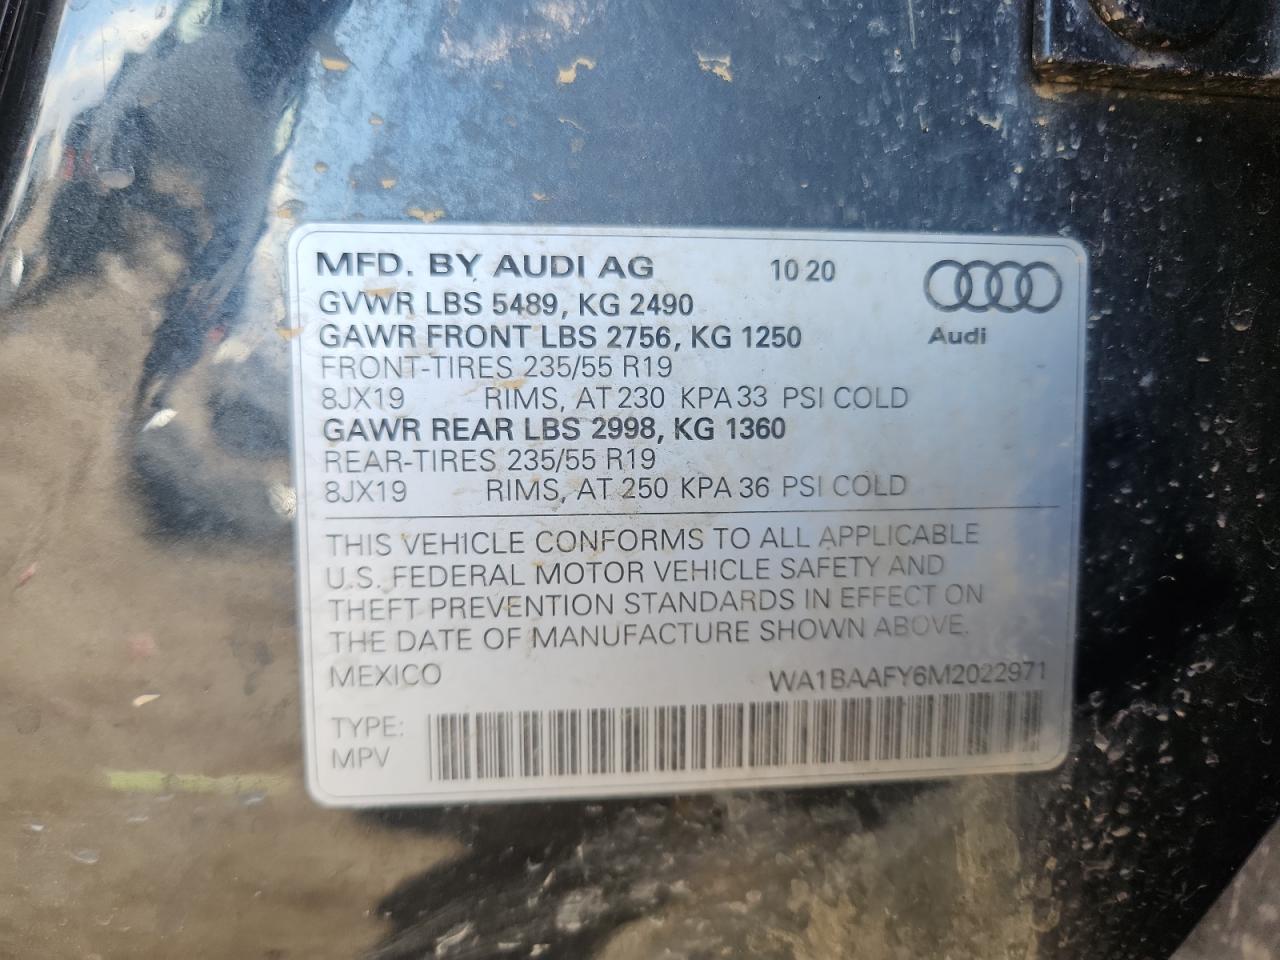 MFD. BY AUDI AG 10 20
GVWR LBS 5489, KG 2490
GAWR FRONT LBS 2756, KG 1250
Audi
FRONT-TIRES 235/55 R19
8JX19 RIMS, AT 230 KPA 33 PSI COLD
GAWR REAR LBS 2998, KG 1360
REAR-TIRES 235/55 R19
8JX19 RIMS, AT 250 KPA 36 PSI COLD
THIS VEHICLE CONFORMS TO ALL APPLICABLE
U.S. FEDERAL MOTOR VEHICLE SAFETY AND
THEFT PREVENTION STANDARDS IN EFFECT ON
THE DATE OF MANUFACTURE SHOWN ABOVE.
MEXICO WA1BAAFY6M2022971
TYPE:
MPV